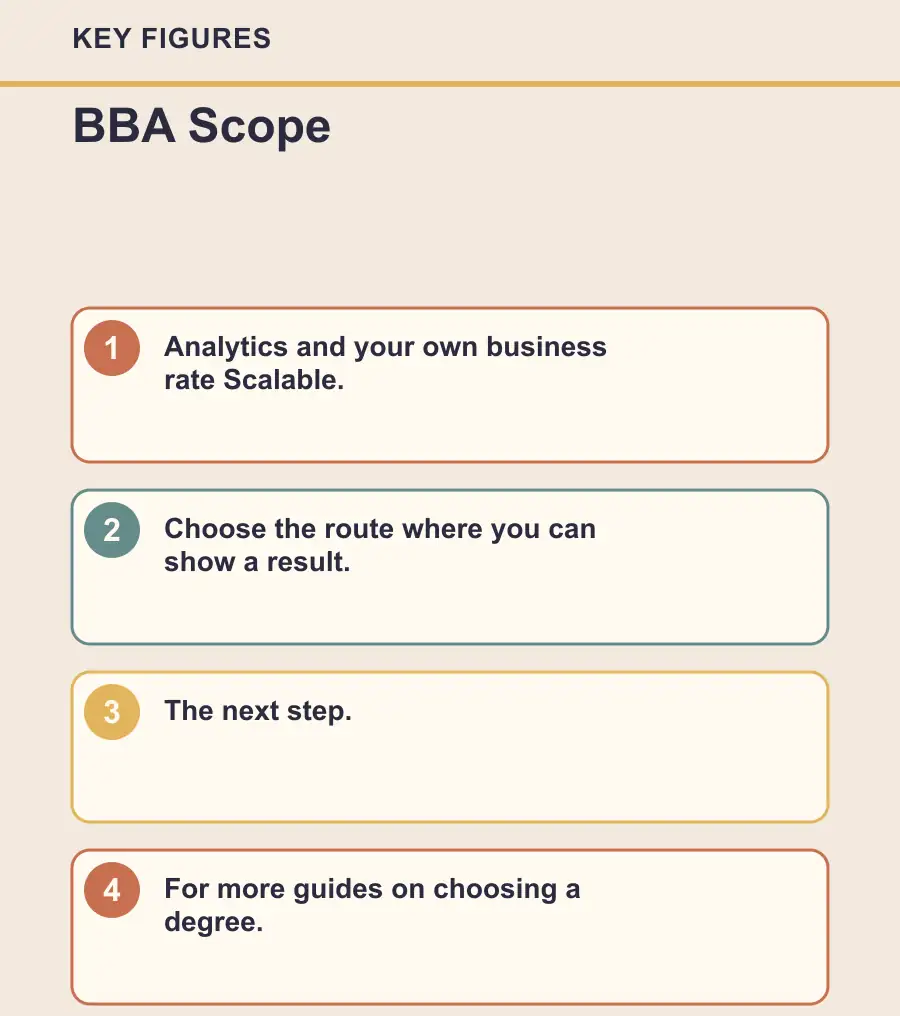 KEY FIGURES
BBA Scope
1
Analytics and your own business
rate Scalable.
2
Choose the route where you can
show a result.
3
The next step.
4
For more guides on choosing a
degree.